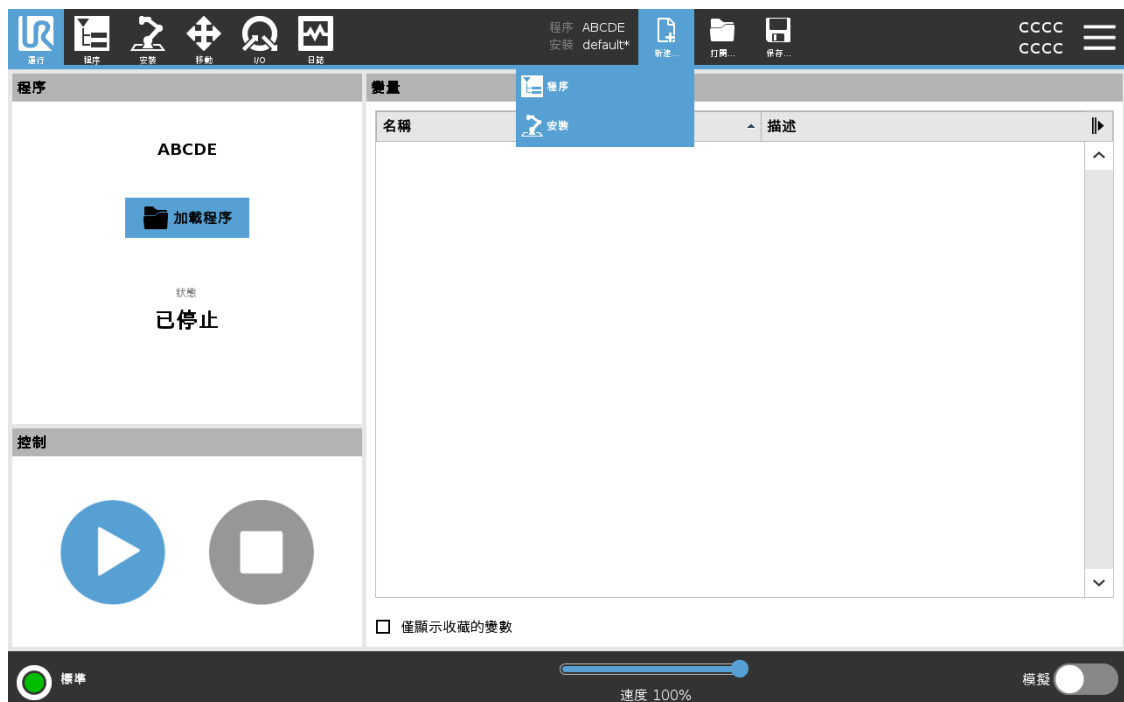 運行
程序
安裝
移動
I/O
日誌
程序 ABCDE
安裝 default*
新建...
打開...
保存...
CCCC
CCCC
程序
變量
程序
安裝
名稱
描述
ABCDE
加載程序
狀態
已停止
控制
僅顯示收藏的變數
標準
速度 100%
模擬